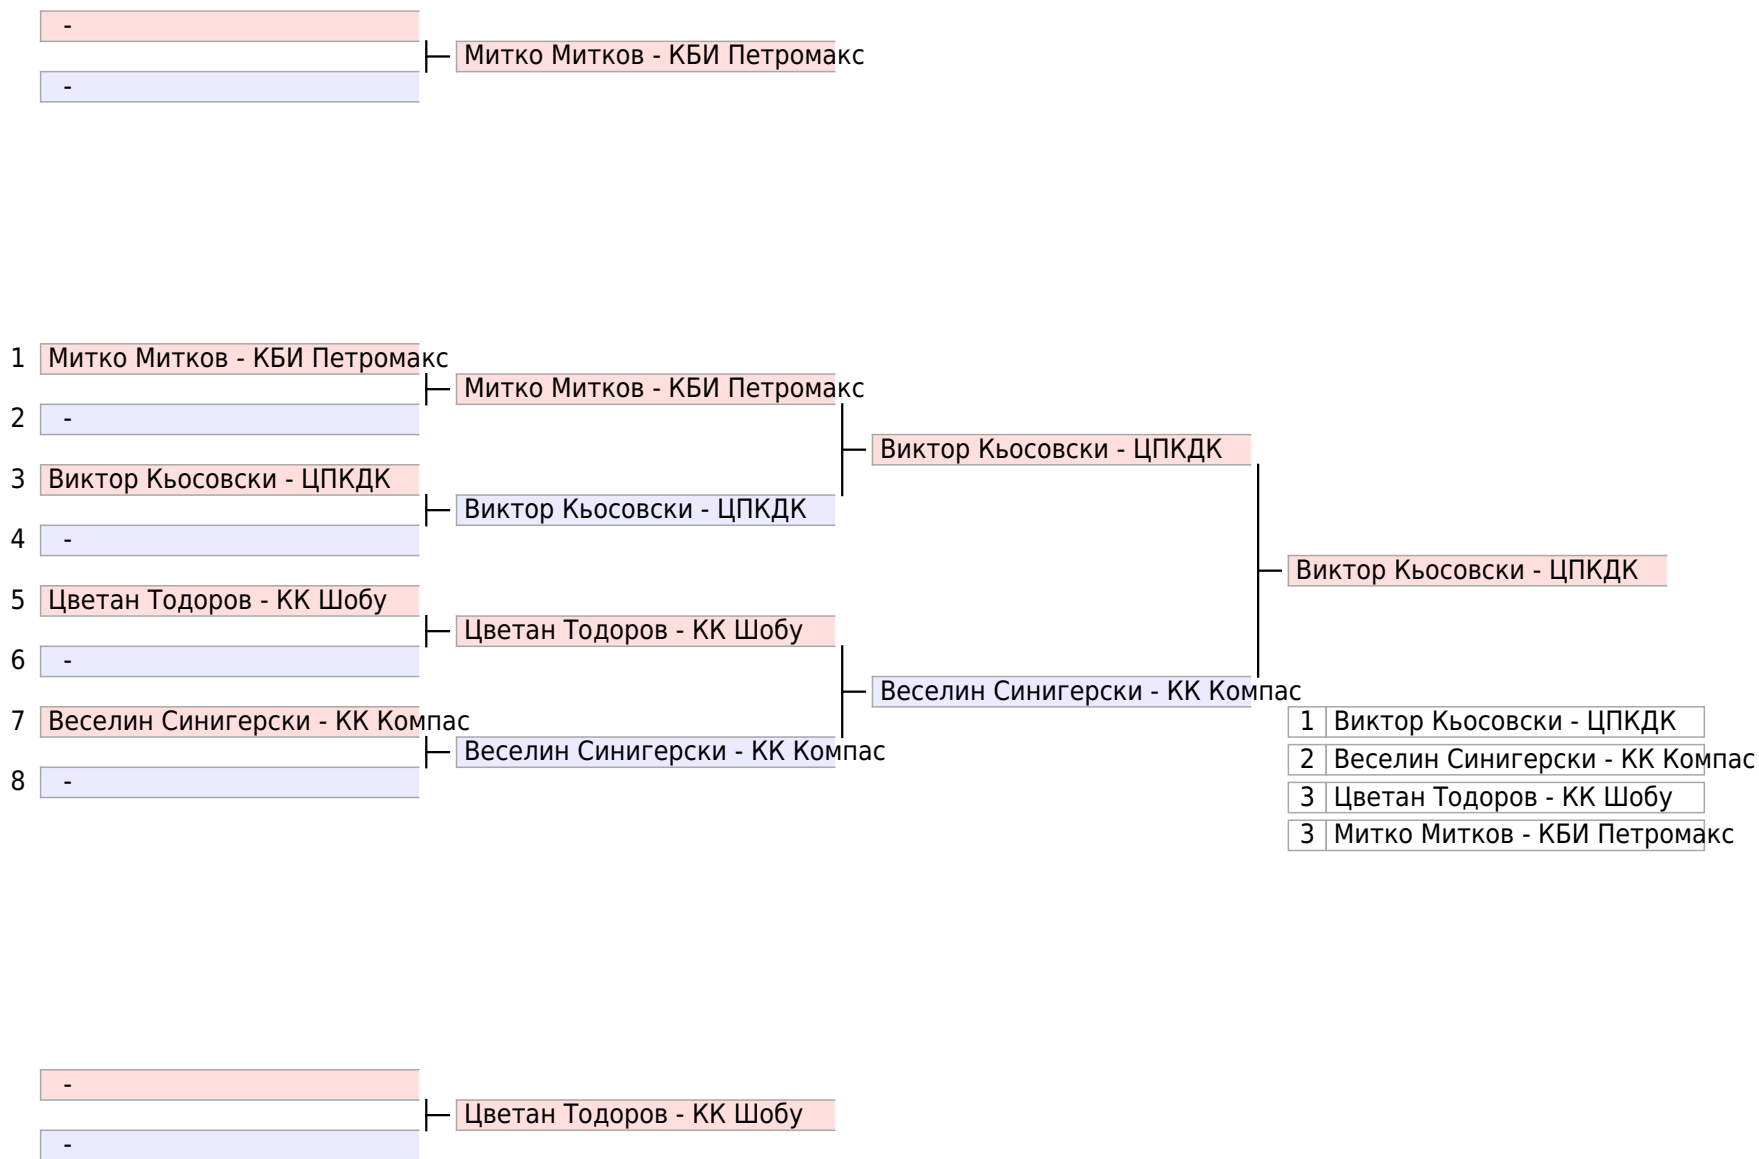 -
Митко Митков - КБИ Петромакс
-
1 Митко Митков - КБИ Петромакс
Митко Митков - КБИ Петромакс
2 -
Виктор Кьосовски - ЦПКДК
3 Виктор Кьосовски - ЦПКДК
Виктор Кьосовски - ЦПКДК
4 -
Виктор Кьосовски - ЦПКДК
5 Цветан Тодоров - КК Шобу
Цветан Тодоров - КК Шобу
6 -
Веселин Синигерски - КК Компас
7 Веселин Синигерски - КК Компас
Веселин Синигерски - КК Компас
8 -
1 Виктор Кьосовски - ЦПКДК
2 Веселин Синигерски - КК Компас
3 Цветан Тодоров - КК Шобу
3 Митко Митков - КБИ Петромакс
-
Цветан Тодоров - КК Шобу
-